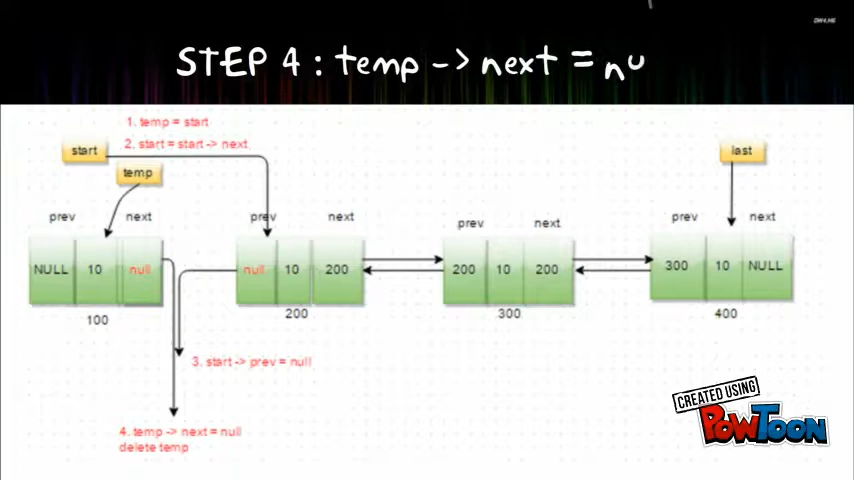 DW4.ME
STEP 4 : temp -> next = nu
1. temp = start
2. start = start -> next
start
temp
last
prev next
prev next
prev next
prev next
NULL 10 null
null 10 200
200 10 200
300 10 NULL
100
200
300
400
3. start -> prev = null
4. temp -> next = null
delete temp
CREATED USING
POWTOON